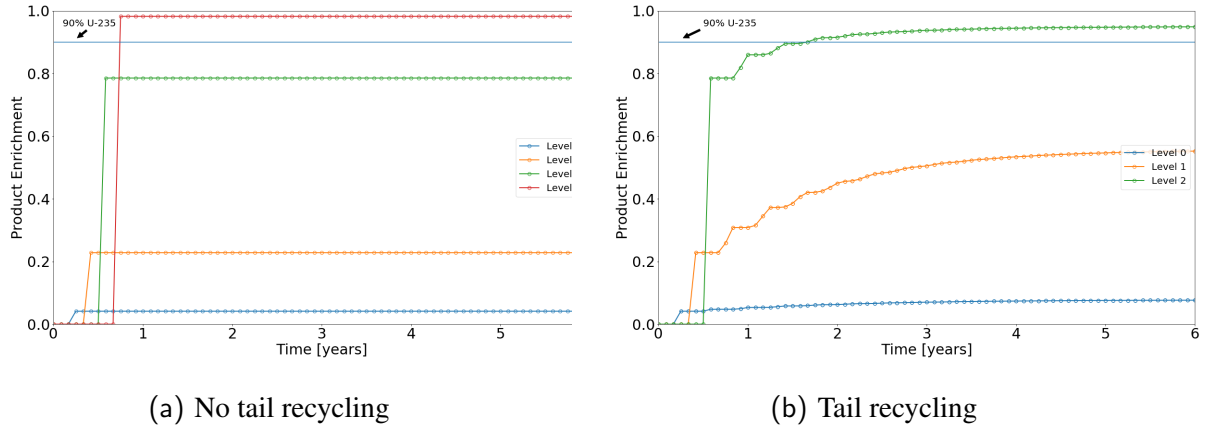 1.0
90% U-235
0.8
0.6
0.4
0.2
0.0
Product Enrichment
0 1 2 3 4 5
Time [years]
Level
Level
Level
Level
(a) No tail recycling
1.0
90% U-235
0.8
0.6
0.4
0.2
0.0
Product Enrichment
0 1 2 3 4 5 6
Time [years]
Level 0
Level 1
Level 2
(b) Tail recycling